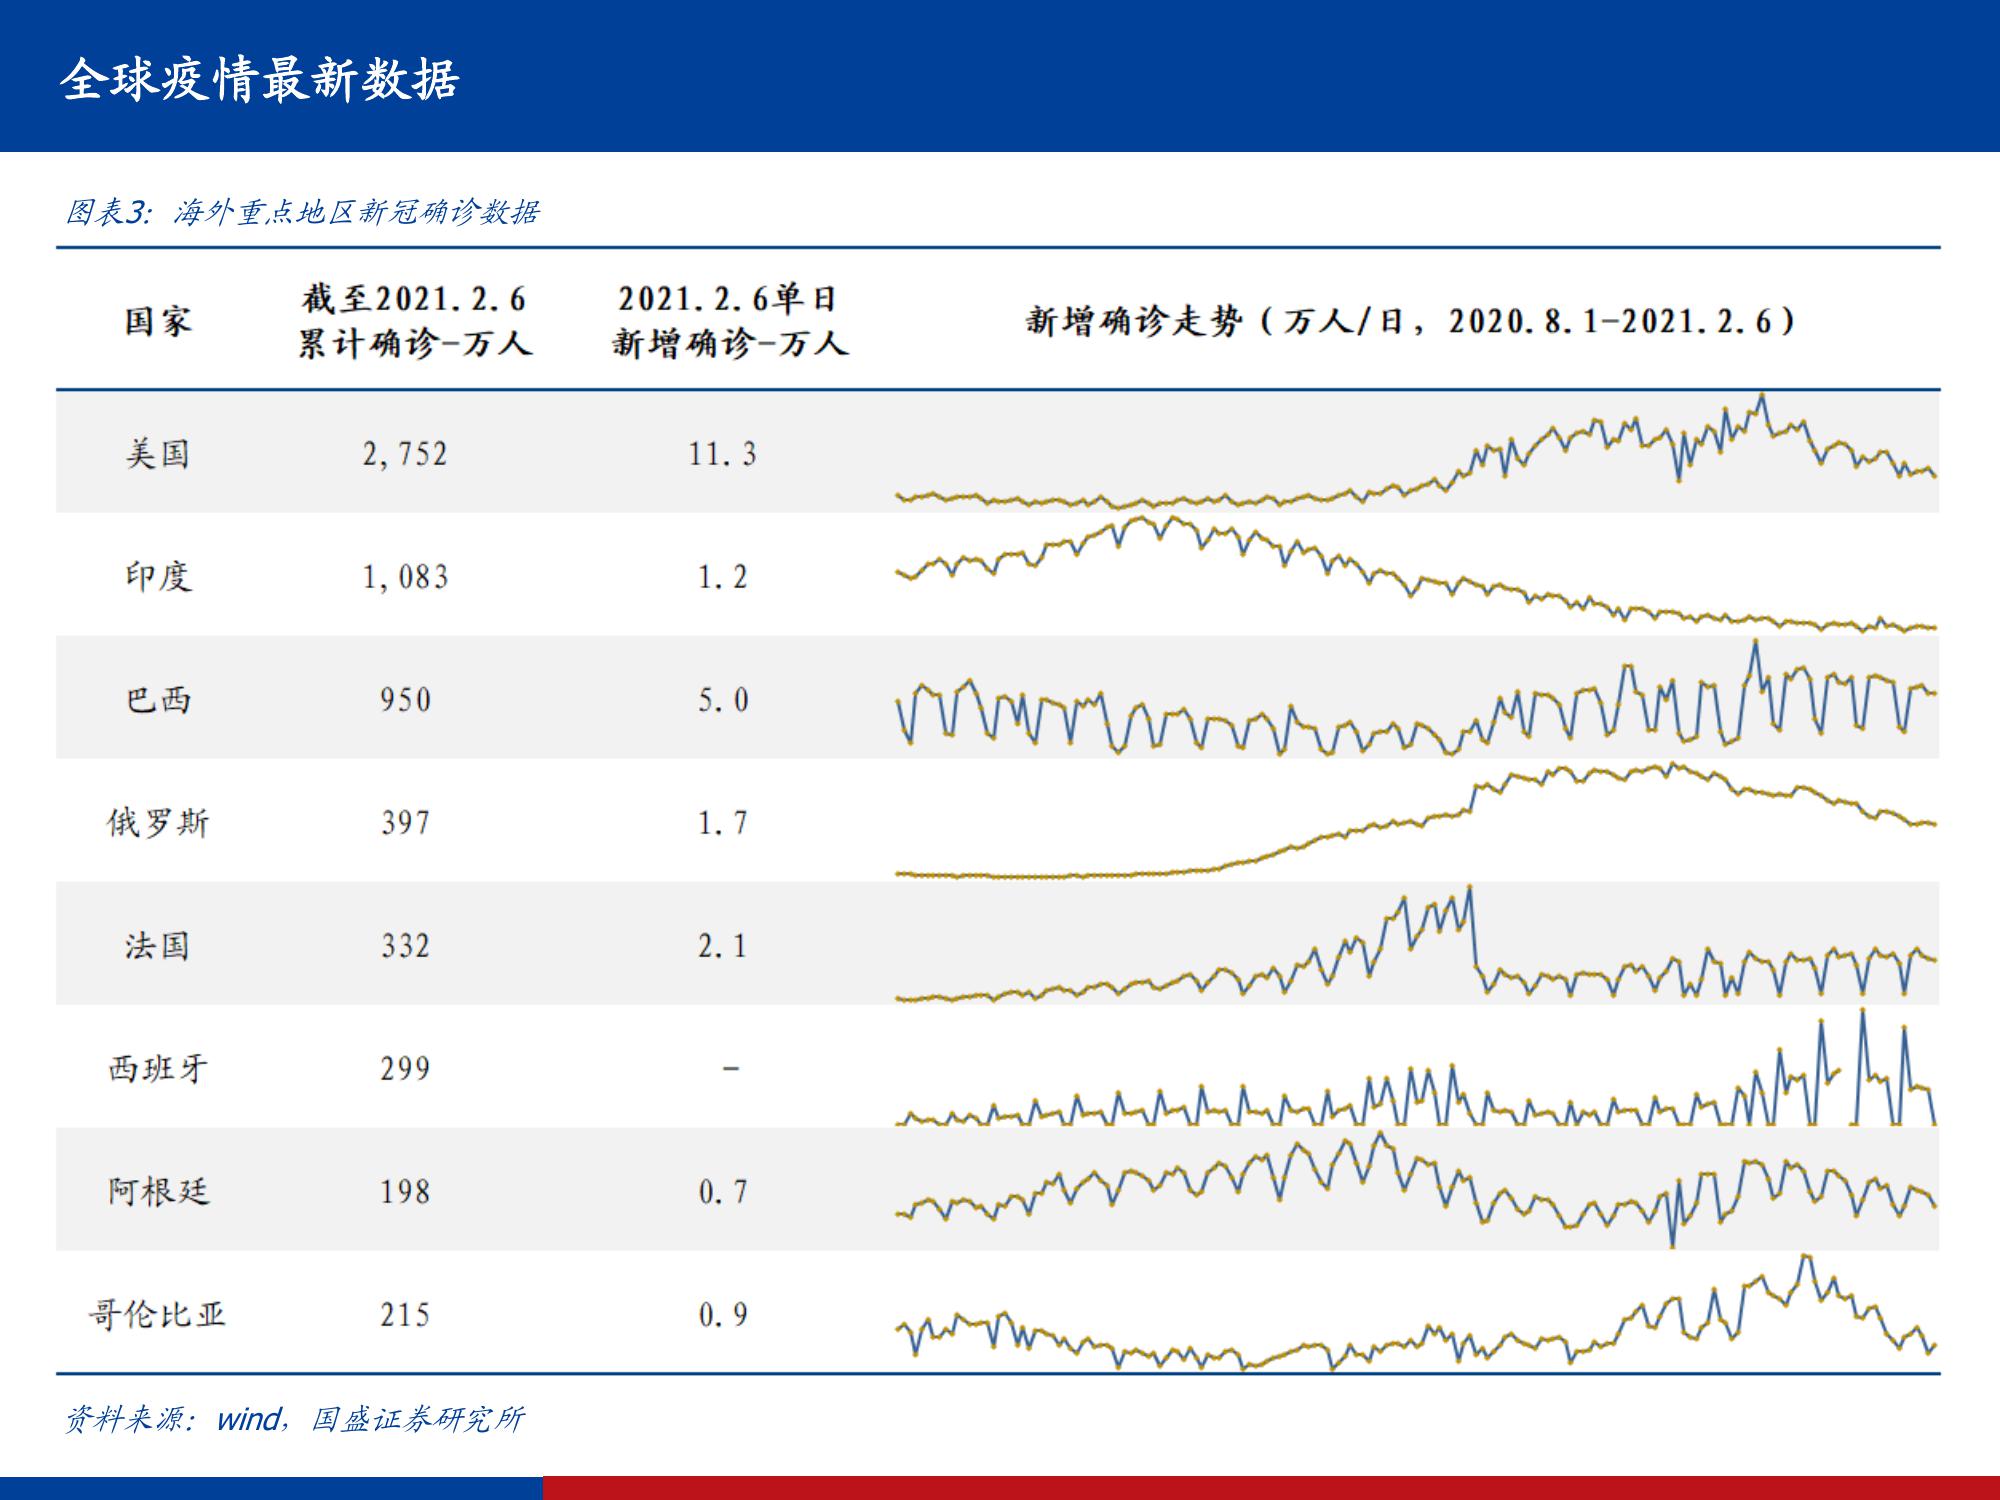 全球疫情最新数据
图表3：海外重点地区新冠确诊数据
国家
截至2021.2.6
累计确诊-万人
2021.2.6单日
新增确诊-万人
新增确诊走势（万人/日，2020.8.1-2021.2.6）
美国 2,752 11.3
印度 1,083 1.2
巴西 950 5.0
俄罗斯 397 1.7
法国 332 2.1
西班牙 299 -
阿根廷 198 0.7
哥伦比亚 215 0.9
资料来源：wind，国盛证券研究所